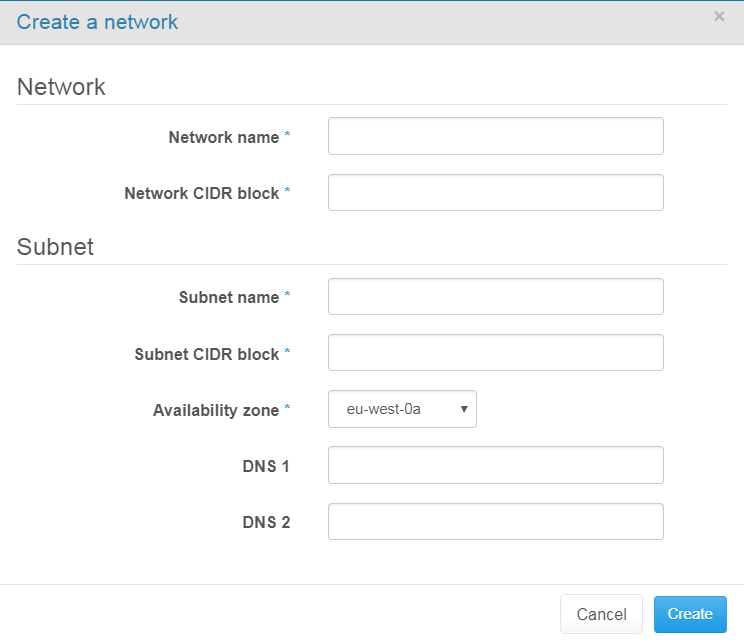 Create a network ×
Network
Network name *
Network CIDR block *
Subnet
Subnet name *
Subnet CIDR block *
Availability zone * eu-west-0a ▼
DNS 1
DNS 2
Cancel Create